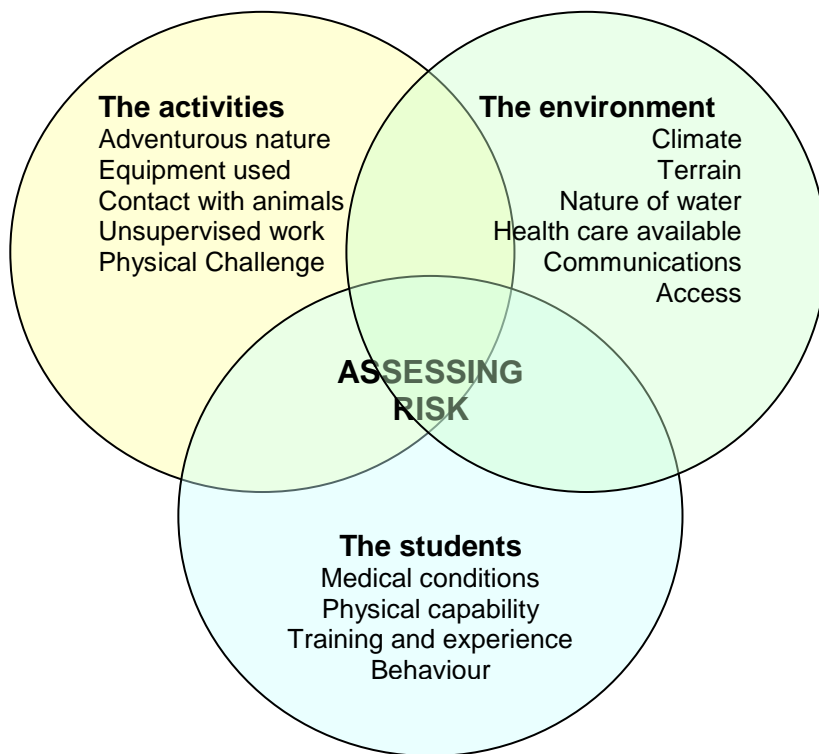 The activities
Adventurous nature
Equipment used
Contact with animals
Unsupervised work
Physical Challenge
The environment
Climate
Terrain
Nature of water
Health care available
Communications
Access
ASSESSING
RISK
The students
Medical conditions
Physical capability
Training and experience
Behaviour